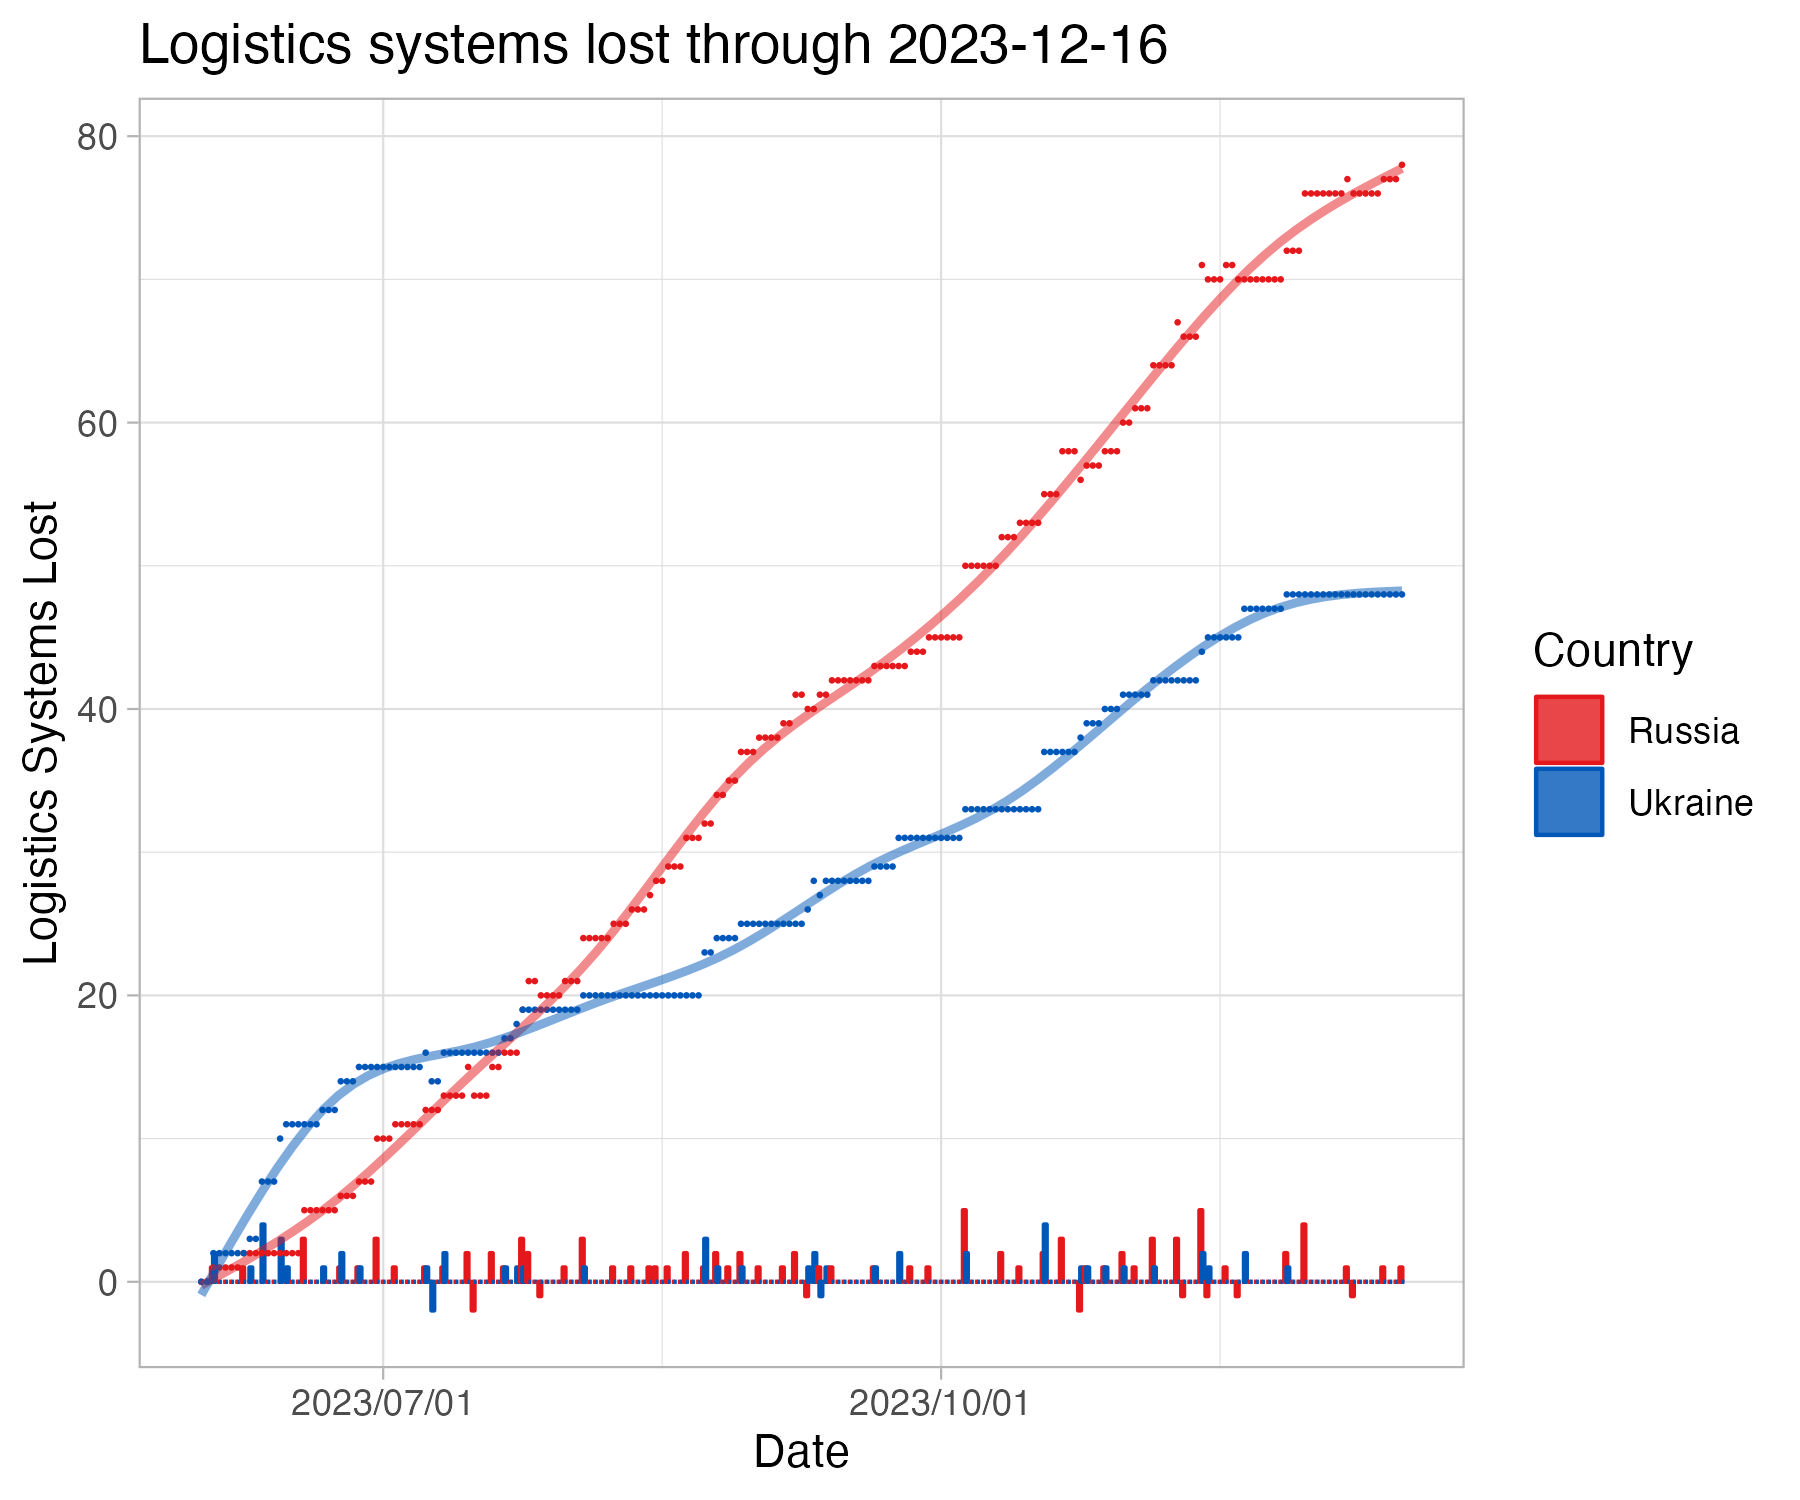 Logistics systems lost through 2023-12-16
Logistics Systems Lost
80
60
40
20
0
2023/07/01
2023/10/01
Date
Country
Russia
Ukraine